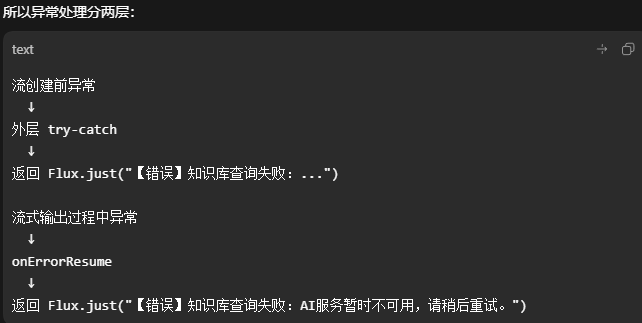 所以异常处理分两层：
text
流创建前异常
↓
外层 try-catch
↓
返回 Flux.just("【错误】知识库查询失败：...")
流式输出过程中异常
↓
onErrorResume
↓
返回 Flux.just("【错误】知识库查询失败：AI服务暂时不可用，请稍后重试。")